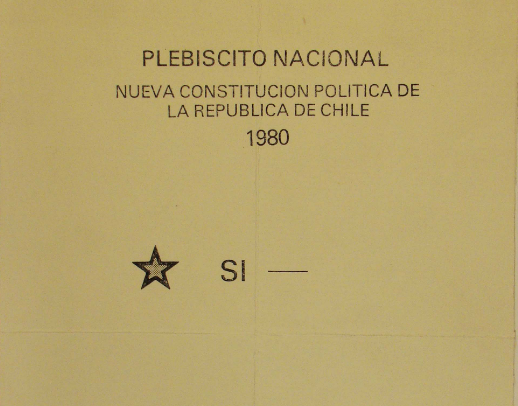 PLEBISCITO NACIONAL
NUEVA CONSTITUCION POLITICA DE
LA REPUBLICA DE CHILE
1980
SI —